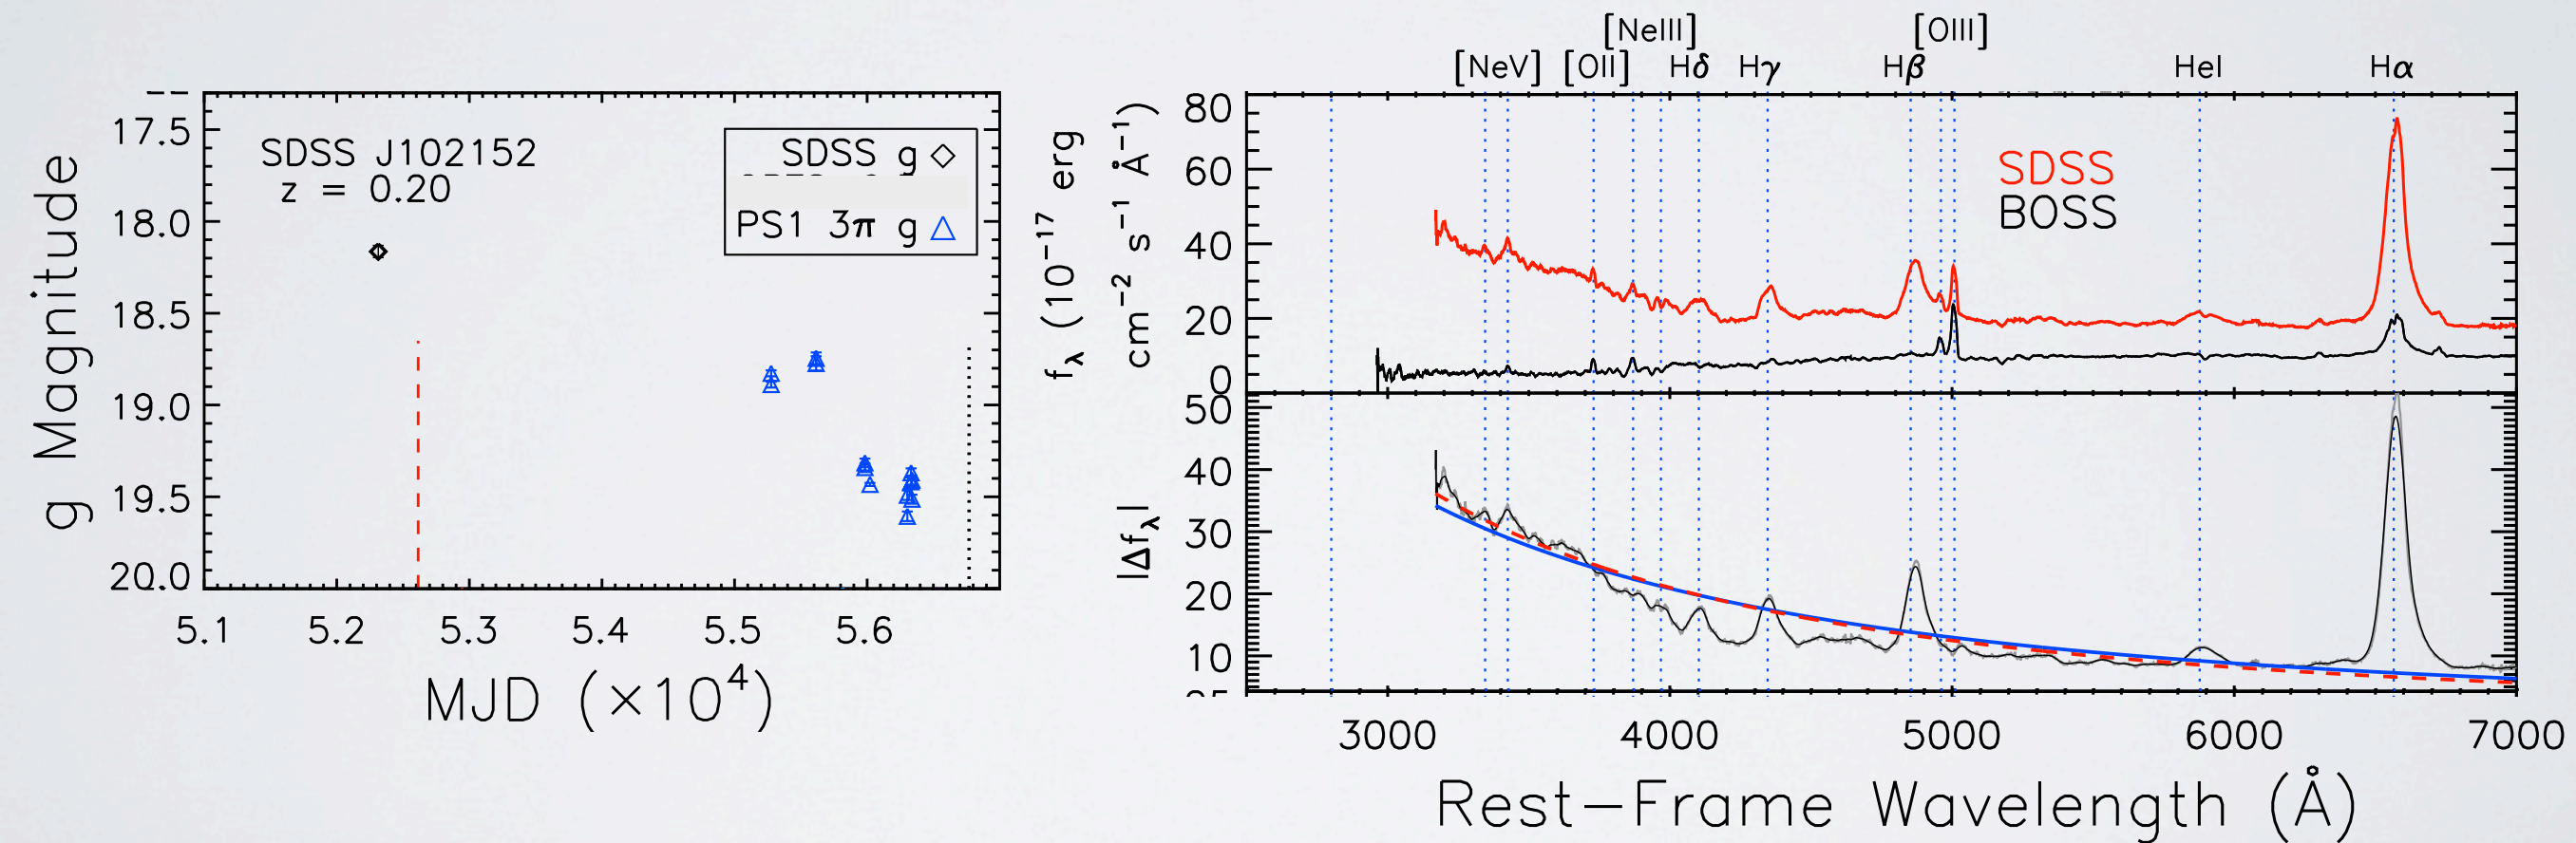 SDSS J102152
z = 0.20
SDSS g
PS1 3π g
17.5
18.0
18.5
19.0
19.5
20.0
g Magnitude
5.1 5.2 5.3 5.4 5.5 5.6
MJD (×10⁴)
[NeIII] [OIII]
[NeV] [OII] Hδ Hγ Hβ HeI Hα
fλ (10⁻¹⁷ erg
cm⁻² s⁻¹ Å⁻¹)
80
60
40
20
0
SDSS
BOSS
|Δfλ|
50
40
30
20
10
3000 4000 5000 6000 7000
Rest-Frame Wavelength (Å)